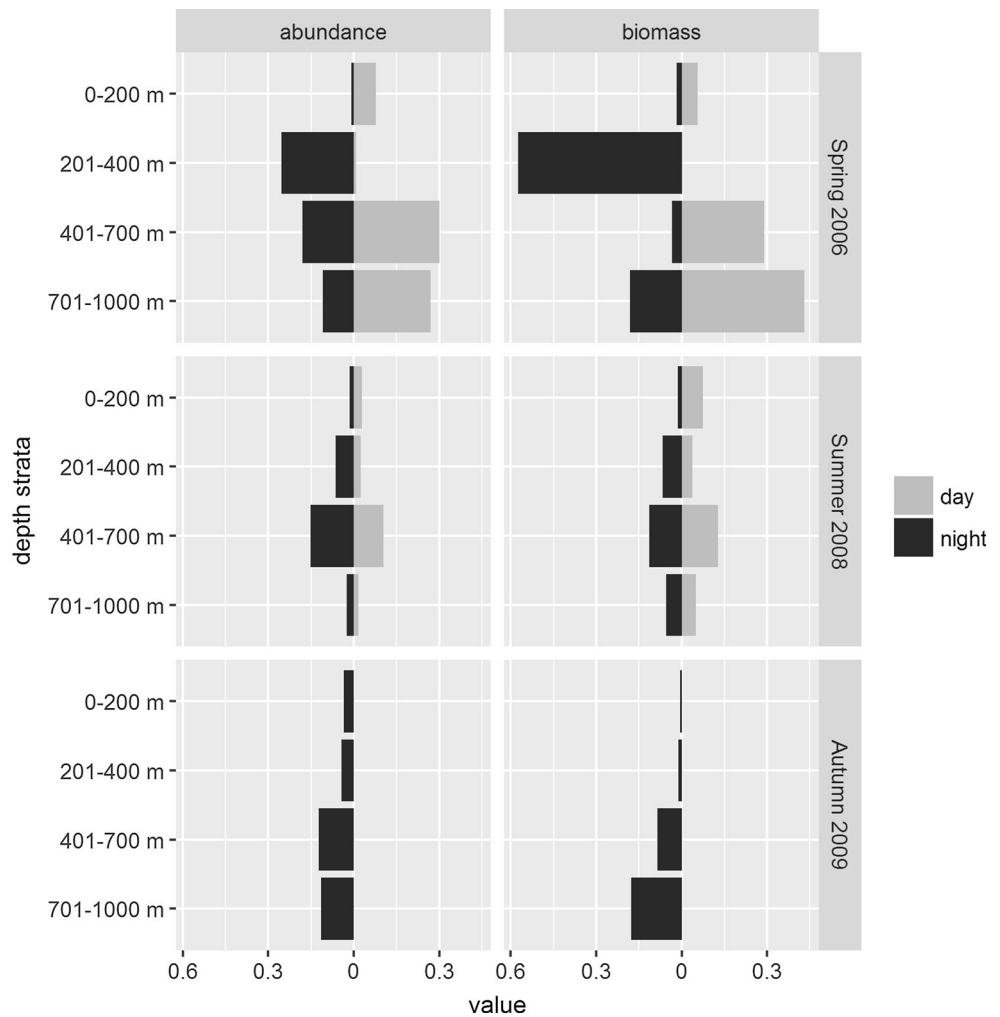 abundance
biomass
0-200 m
201-400 m
401-700 m
701-1000 m
Spring 2006
0-200 m
201-400 m
401-700 m
701-1000 m
Summer 2008
0-200 m
201-400 m
401-700 m
701-1000 m
Autumn 2009
depth strata
0.6 0.3 0 0.3 0.6 0.3 0 0.3
value
day
night